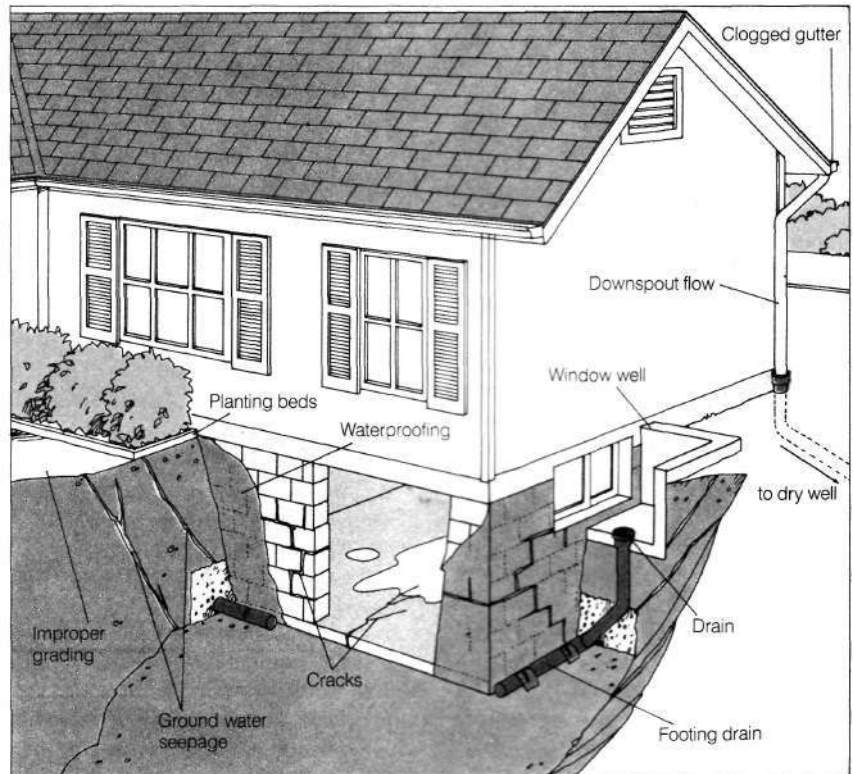 Clogged gutter
Downspout flow
Window well
Planting beds
Waterproofing
to dry well
Improper
grading
Drain
Cracks
Ground water
seepage
Footing drain